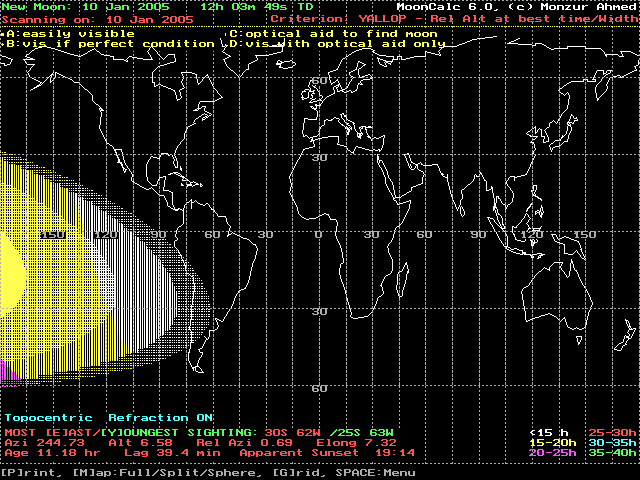 New Moon: 10 Jan 2005 12h 03m 49s TD MoonCalc 6.0, (c) Monzur Ahmed
Scanning on: 10 Jan 2005 Criterion: YALLOP - Rel Alt at best time/Width
A:easily visible C:optical aid to find moon
B:vis if perfect condition D:vis with optical aid only
60
30
150 120 90 30 0 30 60 90 120 150
30
60
Topocentric Refraction ON
MOST [E]AST/[Y]OUNGEST SIGHTING: 30S 62W /25S 63W <15 h 25-30h
Azi 244.73 Alt 6.58 Rel Azi 0.69 Elong 7.32 15-20h 30-35h
Age 11.18 hr Lag 39.4 min Apparent Sunset 19:14 20-25h 35-40h
[P]rint, [M]ap:Full/Split/Sphere, [G]rid, SPACE:Menu